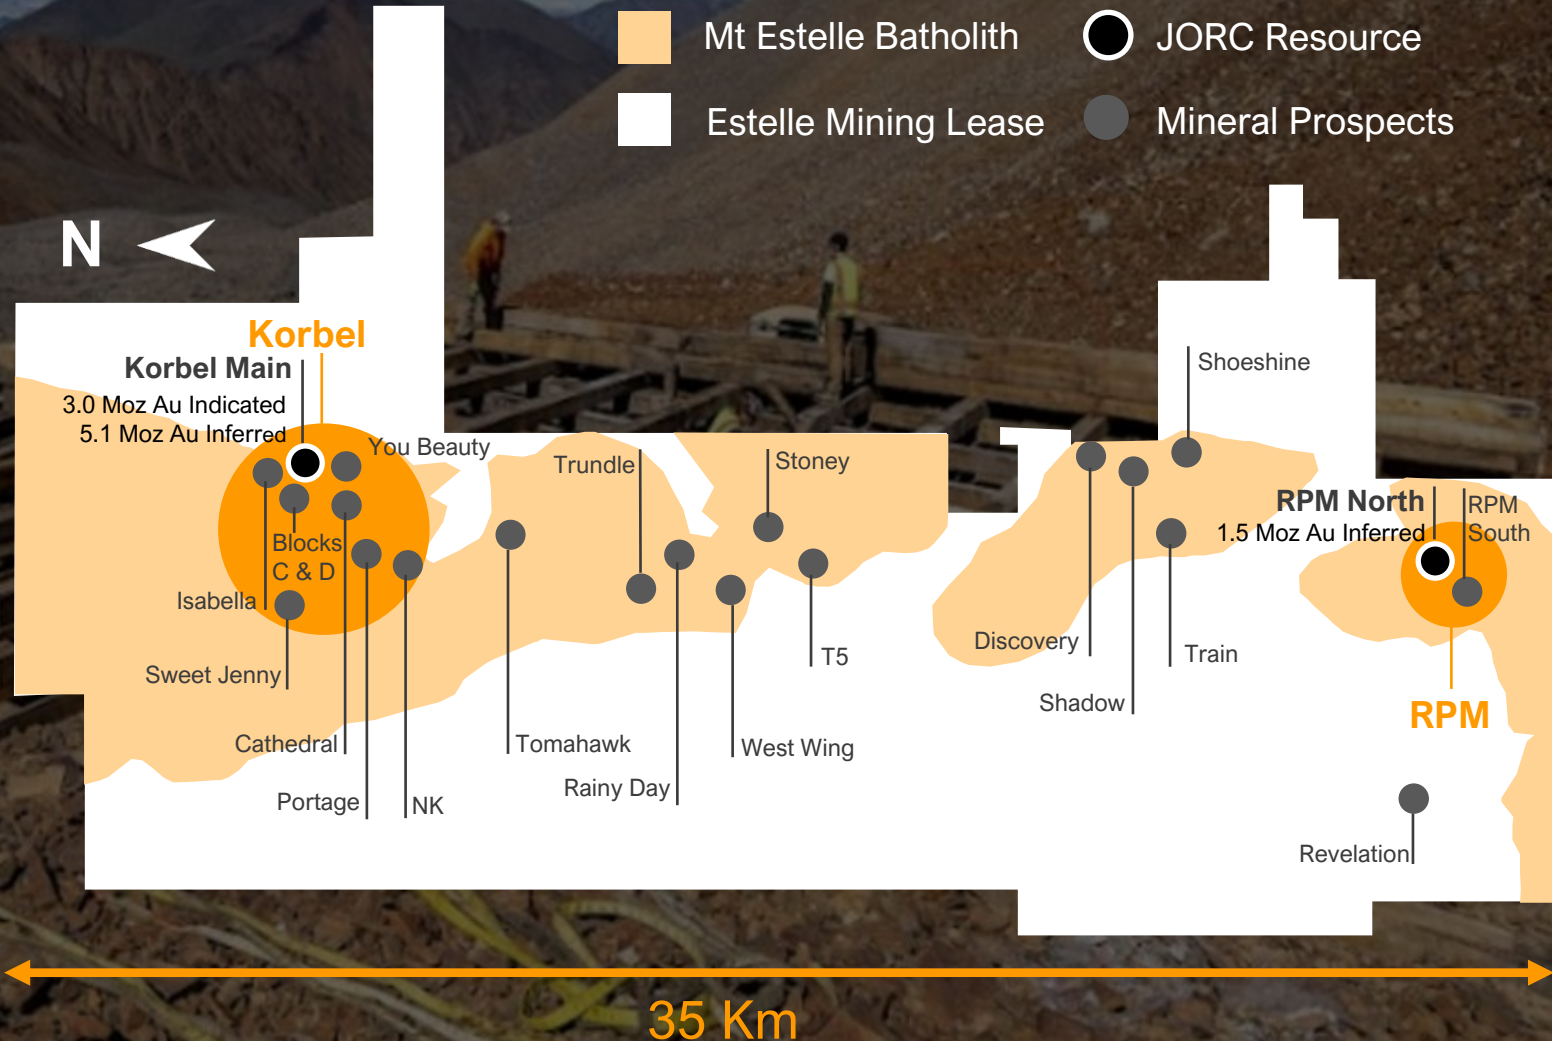 Mt Estelle Batholith
JORC Resource
Estelle Mining Lease
Mineral Prospects
N
Korbel
Korbel Main
3.0 Moz Au Indicated
5.1 Moz Au Inferred
You Beauty
Blocks
C & D
Isabella
Sweet Jenny
Cathedral
Portage
NK
Trundle
Stoney
Tomahawk
Rainy Day
West Wing
T5
Shoeshine
Discovery
Shadow
Train
RPM North
1.5 Moz Au Inferred
RPM
South
RPM
Revelation
35 Km